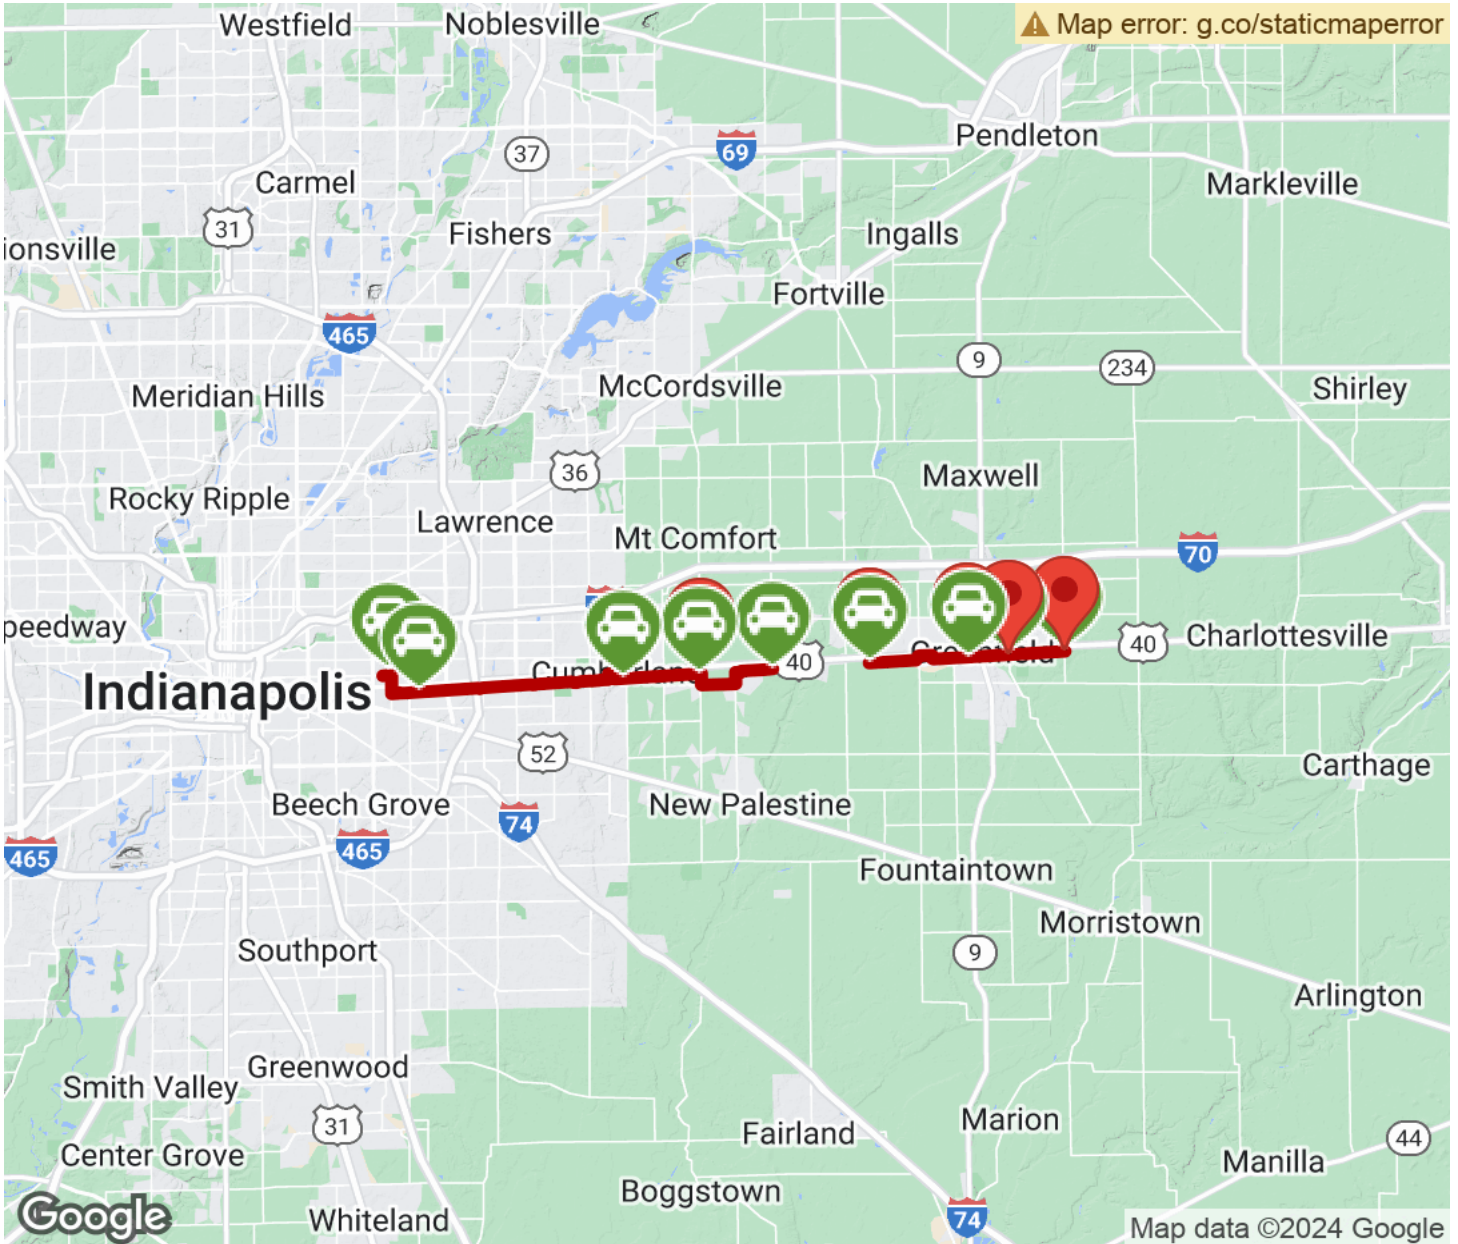 Westfield
Noblesville
Map error: g.co/staticmaperror
Pendleton
69
37
Carmel
Markleville
31
Fishers
Ingalls
ionsville
Fortville
465
9
234
McCordsville
Shirley
Meridian Hills
36
Maxwell
Rocky Ripple
Lawrence
Mt Comfort
70
peedway
Charlottesville
40
40
Indianapolis
52
Carthage
Beech Grove
New Palestine
74
465
465
Fountaintown
Morristown
Southport
9
Arlington
Greenwood
Smith Valley
31
Marion
Fairland
44
Center Grove
Manilla
Boggstown
74
Google
Whiteland
Map data ©2024 Google